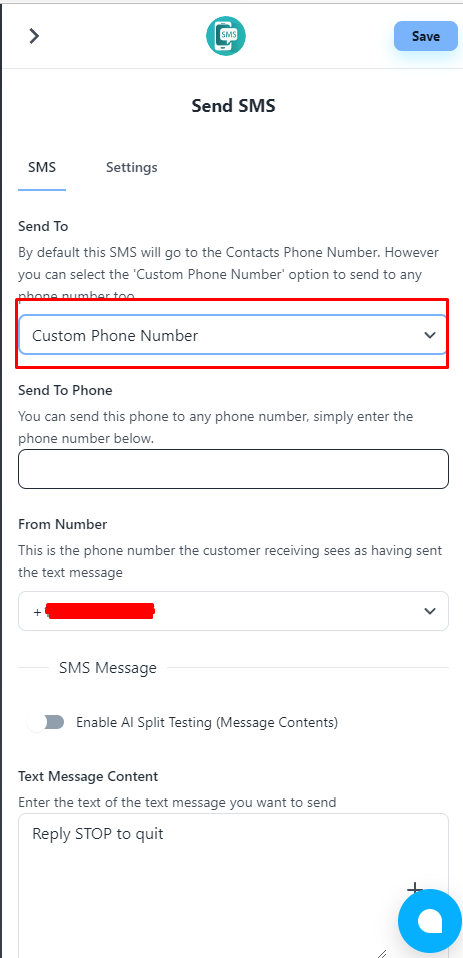 SMS
Save
Send SMS
SMS
Settings
Send To
By default this SMS will go to the Contacts Phone Number. However
you can select the 'Custom Phone Number' option to send to any
phone number too
Custom Phone Number
Send To Phone
You can send this phone to any phone number, simply enter the
phone number below.
From Number
This is the phone number the customer receiving sees as having sent
the text message
+
SMS Message
Enable AI Split Testing (Message Contents)
Text Message Content
Enter the text of the text message you want to send
Reply STOP to quit